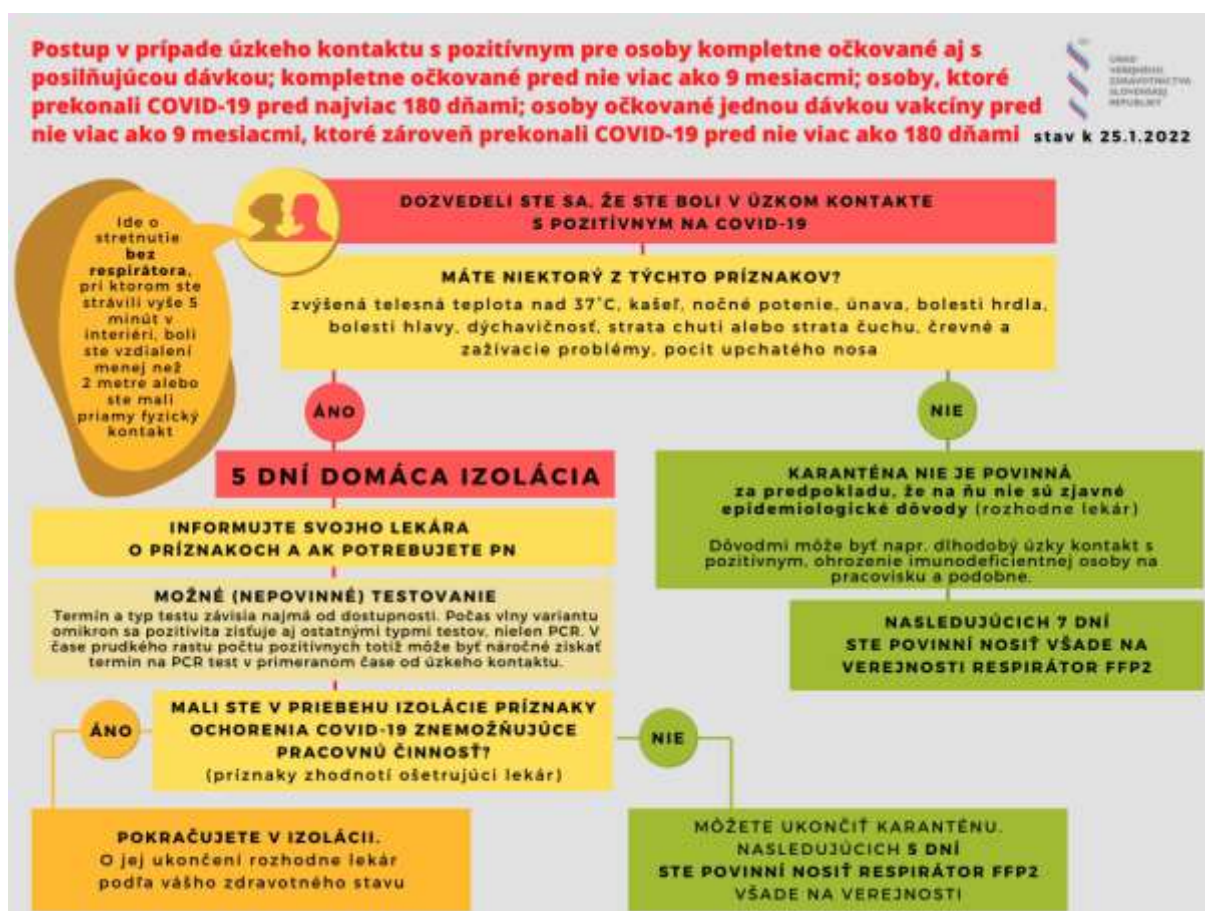 Postup v prípade úzkeho kontaktu s pozitívnym pre osoby kompletne očkované aj s
posilňujúcou dávkou; kompletne očkované pred nie viac ako 9 mesiacmi; osoby, ktoré
prekonali COVID-19 pred najviac 180 dňami; osoby očkované jednou dávkou vakcíny pred
nie viac ako 9 mesiacmi, ktoré zároveň prekonali COVID-19 pred nie viac ako 180 dňami
ÚRAD
VEREJNÉHO
ZDRAVOTNÍCTVA
SLOVENSKEJ
REPUBLIKY
stav k 25.1.2022
Ide o
stretnutie
bez
respirátora,
pri ktorom ste
strávili vyše 5
minút v
interiéri, boli
ste vzdialení
menej než
2 metre alebo
ste mali
priamy fyzický
kontakt
DOZVEDELI STE SA, ŽE STE BOLI V ÚZKOM KONTAKTE
S POZITÍVNYM NA COVID-19
MÁTE NIEKTORÝ Z TÝCHTO PRÍZNAKOV?
zvýšená telesná teplota nad 37°C, kašeľ, nočné potenie, únava, bolesti hrdla,
bolesti hlavy, dýchavičnosť, strata chuti alebo strata čuchu, črevné a
zažívacie problémy, pocit upchatého nosa
ÁNO
NIE
5 DNÍ DOMÁCA IZOLÁCIA
INFORMUJTE SVOJHO LEKÁRA
O PRÍZNAKOCH A AK POTREBUJETE PN
MOŽNÉ (NEPOVINNÉ) TESTOVANIE
Termín a typ testu závisia najmä od dostupnosti. Počas vlny variantu
omikron sa pozitivita zisťuje aj ostatnými typmi testov, nielen PCR. V
čase prudkého rastu počtu pozitívnych totiž môže byť náročné získať
termín na PCR test v primeranom čase od úzkeho kontaktu.
KARANTÉNA NIE JE POVINNÁ
za predpokladu, že na ňu nie sú zjavné
epidemiologické dôvody (rozhodne lekár)
Dôvodmi môže byť napr. dlhodobý úzky kontakt s
pozitívnym, ohrozenie imunodeficientnej osoby na
pracovisku a podobne.
NASLEDUJÚCICH 7 DNÍ
STE POVINNÍ NOSIŤ VŠADE NA
VEREJNOSTI RESPIRÁTOR FFP2
MALI STE V PRIEBEHU IZOLÁCIE PRÍZNAKY
OCHORENIA COVID-19 ZNEMOŽŇUJÚCE
PRACOVNÚ ČINNOSŤ?
(príznaky zhodnotí ošetrujúci lekár)
ÁNO
NIE
POKRAČUJETE V IZOLÁCII.
O jej ukončení rozhodne lekár
podľa vášho zdravotného stavu
MÔŽETE UKONČIŤ KARANTÉNU.
NASLEDUJÚCICH 5 DNÍ
STE POVINNÍ NOSIŤ RESPIRÁTOR FFP2
VŠADE NA VEREJNOSTI